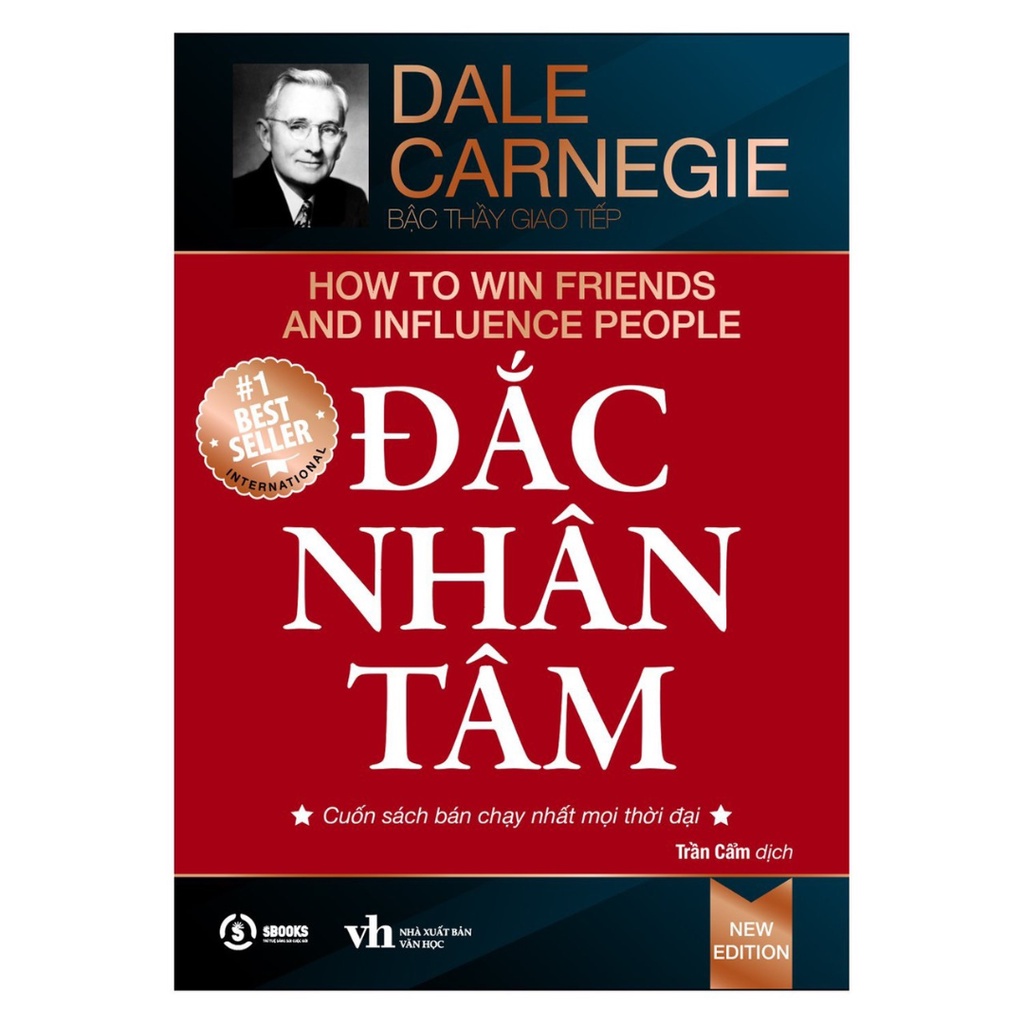 DALE
CARNEGIE
BẬC THẦY GIAO TIẾP
HOW TO WIN FRIENDS
AND INFLUENCE PEOPLE
#1
BEST
SELLER
INTERNATIONAL
ĐẮC
NHÂN
TÂM
Cuốn sách bán chạy nhất mọi thời đại
Trần Cẩm dịch
S SBOOKS
vh NHÀ XUẤT BẢN
VĂN HỌC
NEW
EDITION